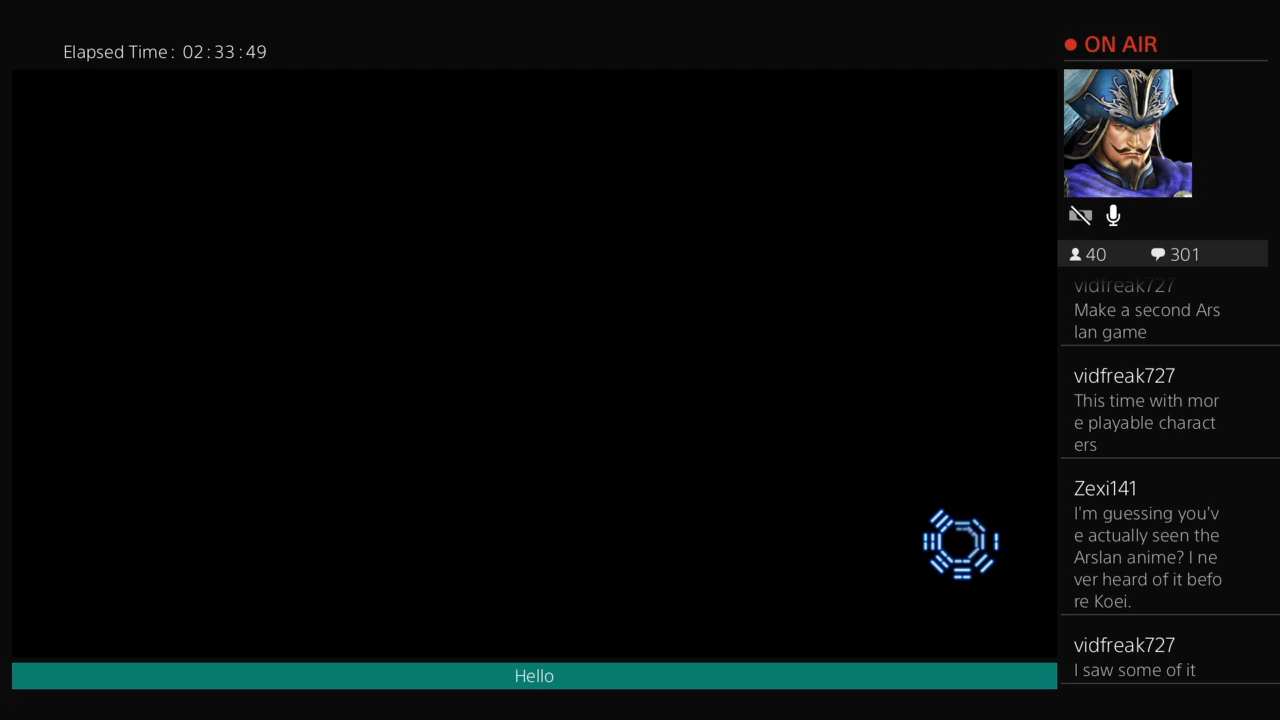 Elapsed Time: 02:33:49
ON AIR
40 301
vidfreak727
Make a second Ars
lan game
vidfreak727
This time with mor
e playable charact
ers
Zexi141
I'm guessing you'v
e actually seen the
Arslan anime? I ne
ver heard of it befo
re Koei.
vidfreak727
I saw some of it
Hello